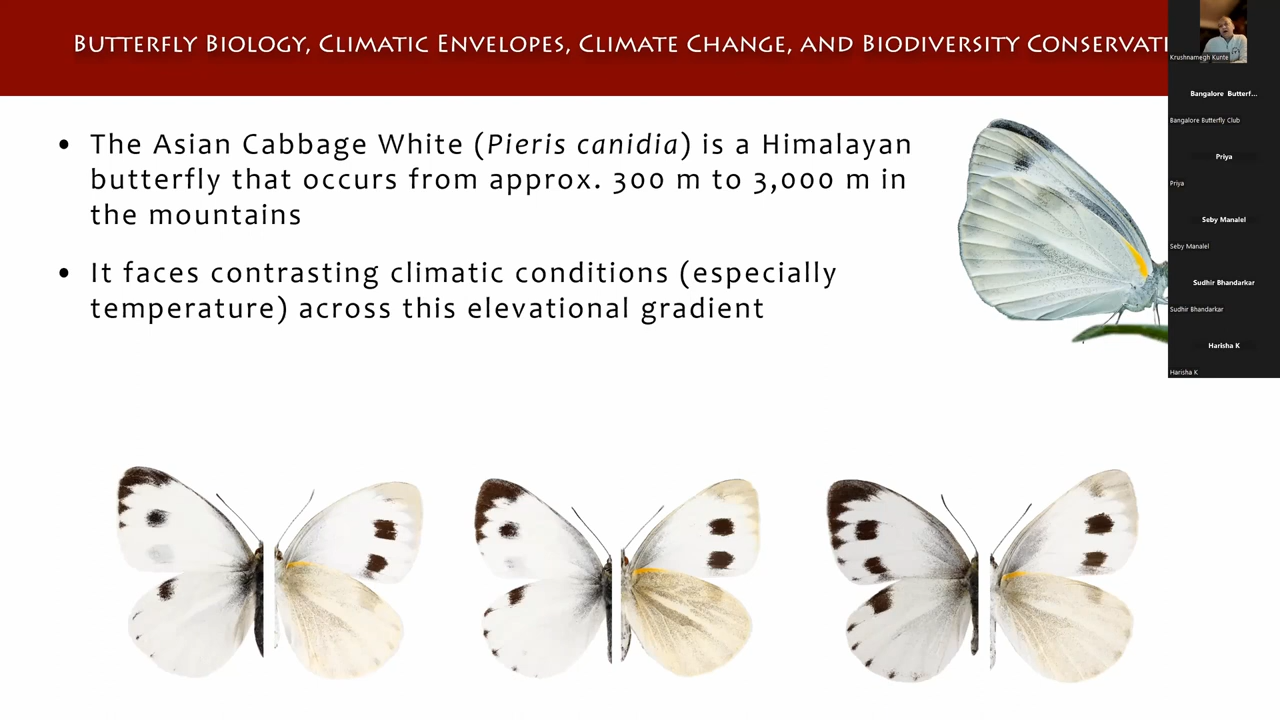 BUTTERFLY BIOLOGY, CLIMATIC ENVELOPES, CLIMATE CHANGE, AND BIODIVERSITY CONSERVATI
• The Asian Cabbage White (Pieris canidia) is a Himalayan
butterfly that occurs from approx. 300 m to 3,000 m in
the mountains
• It faces contrasting climatic conditions (especially
temperature) across this elevational gradient
Krushnamegh Kunte
Bangalore Butterf...
Bangalore Butterfly Club
Priya
Priya
Seby Manalel
Seby Manalel
Sudhir Bhandarkar
Sudhir Bhandarkar
Harisha K
Harisha K